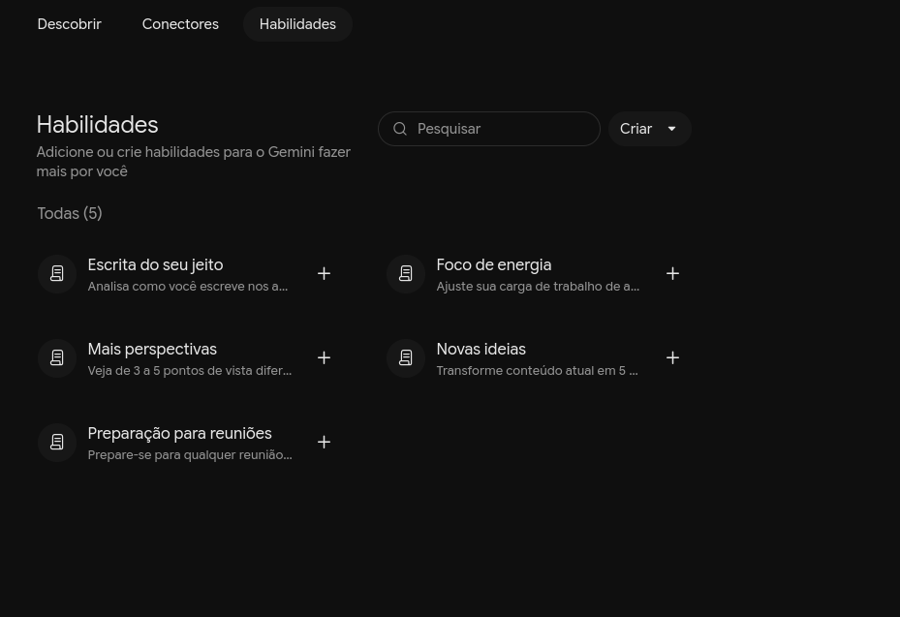 Descobrir Conectores Habilidades
Habilidades
Pesquisar
Criar
Adicione ou crie habilidades para o Gemini fazer
mais por você
Todas (5)
Escrita do seu jeito
Analisa como você escreve nos a...
Foco de energia
Ajuste sua carga de trabalho de a...
Mais perspectivas
Veja de 3 a 5 pontos de vista difer...
Novas ideias
Transforme conteúdo atual em 5 ...
Preparação para reuniões
Prepare-se para qualquer reunião...